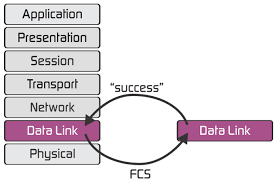 Application
Presentation
Session
Transport
"success"
Network
Data Link
Data Link
Physical
FCS